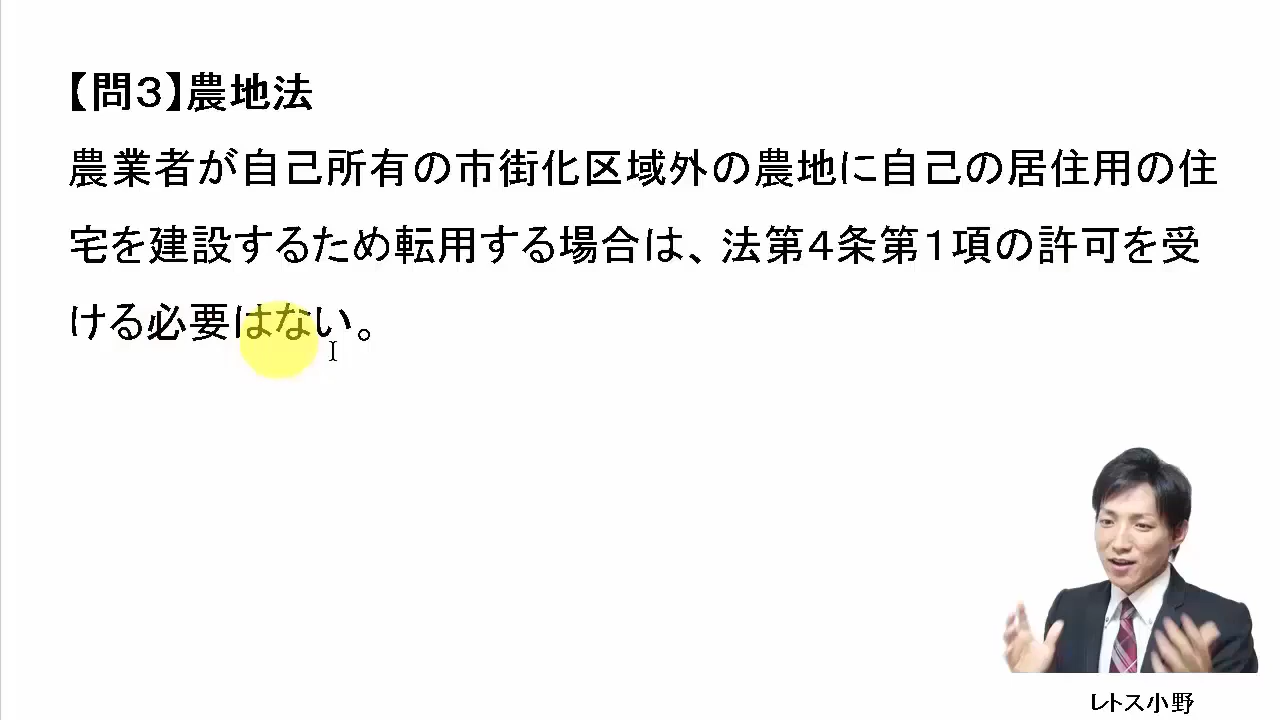 【問３】農地法
農業者が自己所有の市街化区域外の農地に自己の居住用の住
宅を建設するため転用する場合は、法第４条第１項の許可を受
ける必要はない。
レトス小野